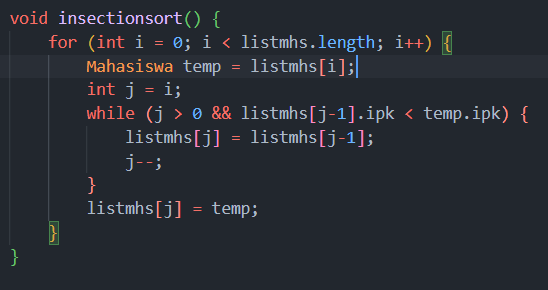 void insectionsort() {
    for (int i = 0; i < listmhs.length; i++) {
        Mahasiswa temp = listmhs[i];
        int j = i;
        while (j > 0 && listmhs[j-1].ipk < temp.ipk) {
            listmhs[j] = listmhs[j-1];
            j--;
        }
        listmhs[j] = temp;
    }
}